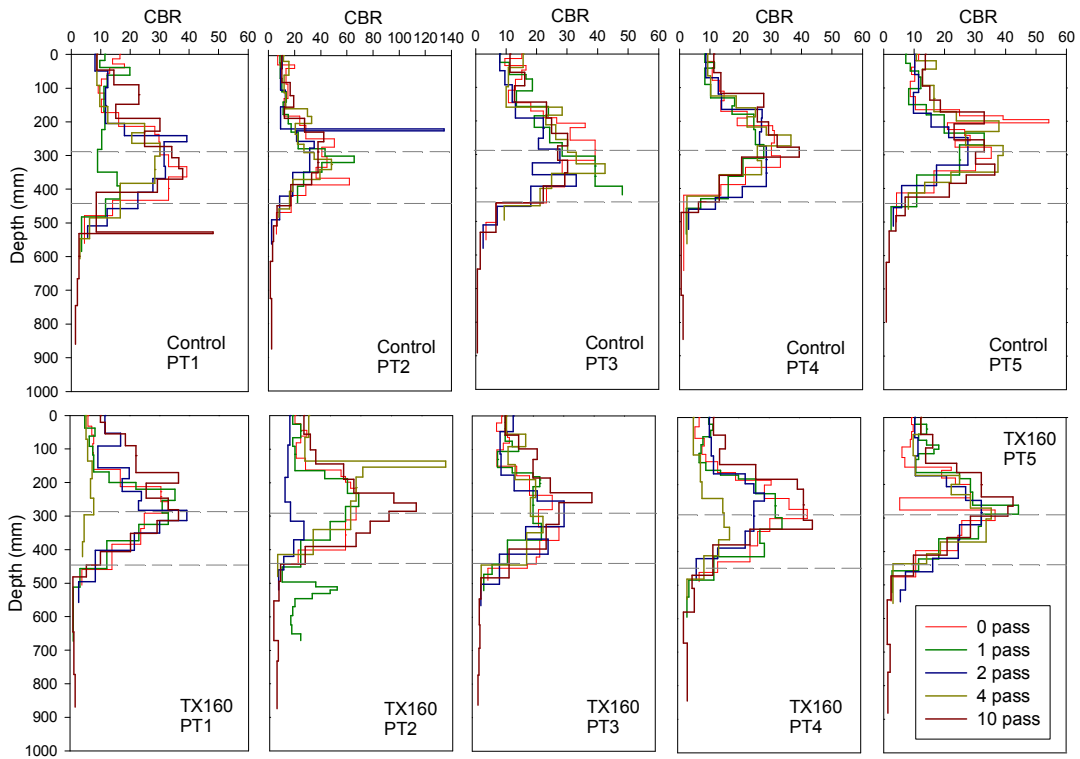 CBR CBR CBR CBR CBR
0 10 20 30 40 50 60 0 20 40 60 80 100 120 140 0 10 20 30 40 50 60 0 10 20 30 40 50 60 0 10 20 30 40 50 60
0
100
200
300
400
500
600
700
800
900
1000
Depth (mm)
Control
PT1
Control
PT2
Control
PT3
Control
PT4
Control
PT5
0
100
200
300
400
500
600
700
800
900
1000
Depth (mm)
TX160
PT1
TX160
PT2
TX160
PT3
TX160
PT4
TX160
PT5
0 pass
1 pass
2 pass
4 pass
10 pass